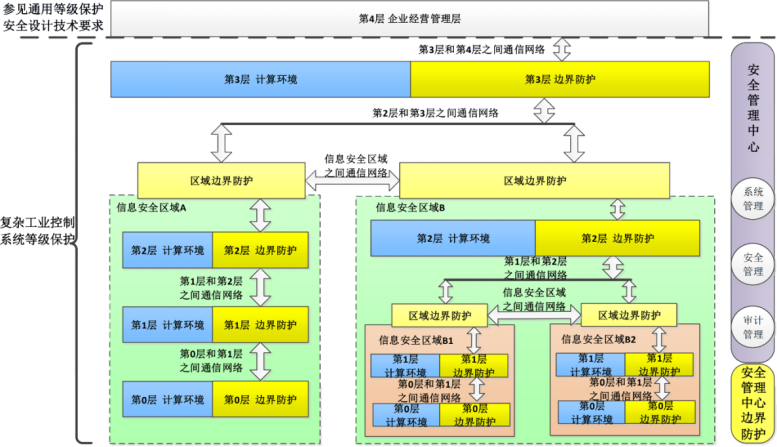 参见通用等级保护
安全设计技术要求
第4层 企业经营管理层
第3层和第4层之间通信网络
第3层 计算环境
第3层 边界防护
第2层和第3层之间通信网络
区域边界防护
信息安全区域
之间通信网络
区域边界防护
复杂工业控制
系统等级保护
信息安全区域A
第2层 计算环境
第2层 边界防护
第1层和第2层
之间通信网络
第1层 计算环境
第1层 边界防护
第0层和第1层
之间通信网络
第0层 计算环境
第0层 边界防护
信息安全区域B
第2层 计算环境
第2层 边界防护
第1层和第2层
之间通信网络
信息安全区域
之间通信网络
区域边界防护
区域边界防护
信息安全区域B1
第1层
计算环境
第1层
边界防护
第0层和第1层
之间通信网络
第0层
计算环境
第0层
边界防护
信息安全区域B2
第1层
计算环境
第1层
边界防护
第0层和第1层
之间通信网络
第0层
计算环境
第0层
边界防护
安
全
管
理
中
心
系统
管理
安全
管理
审计
管理
安全
管理
中心
边界
防护